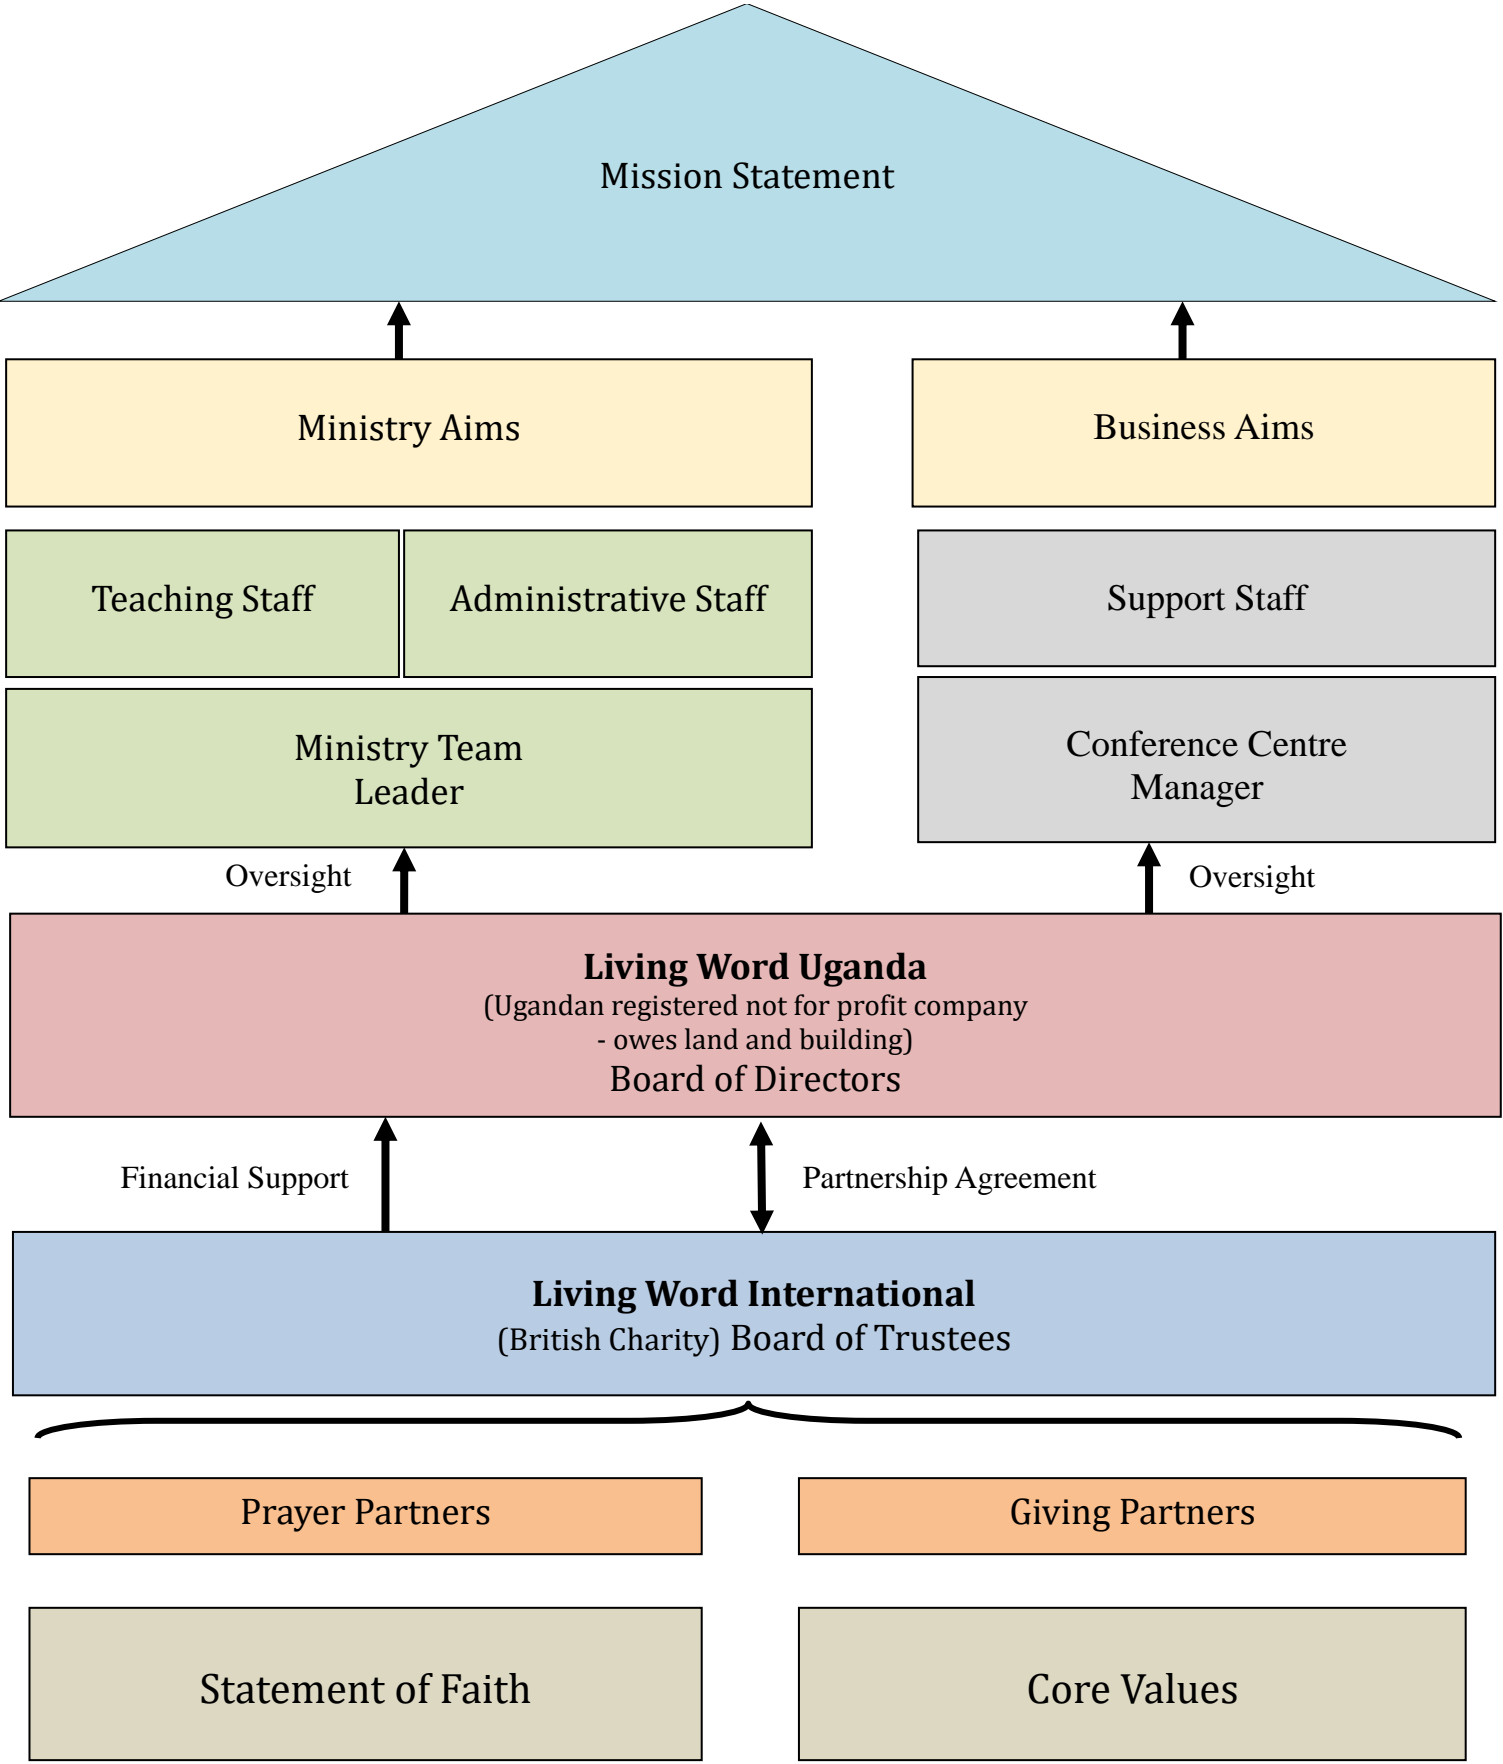 Mission Statement
Ministry Aims
Business Aims
Teaching Staff
Administrative Staff
Support Staff
Ministry Team
Leader
Conference Centre
Manager
Oversight
Oversight
Living Word Uganda
(Ugandan registered not for profit company
- owes land and building)
Board of Directors
Financial Support
Partnership Agreement
Living Word International
(British Charity) Board of Trustees
Prayer Partners
Giving Partners
Statement of Faith
Core Values